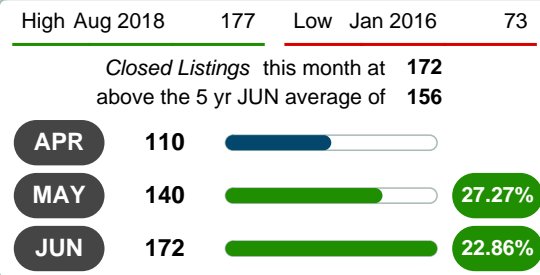 High Aug 2018 177 Low Jan 2016 73
Closed Listings this month at 172
above the 5 yr JUN average of 156
APR 110
MAY 140 27.27%
JUN 172 22.86%